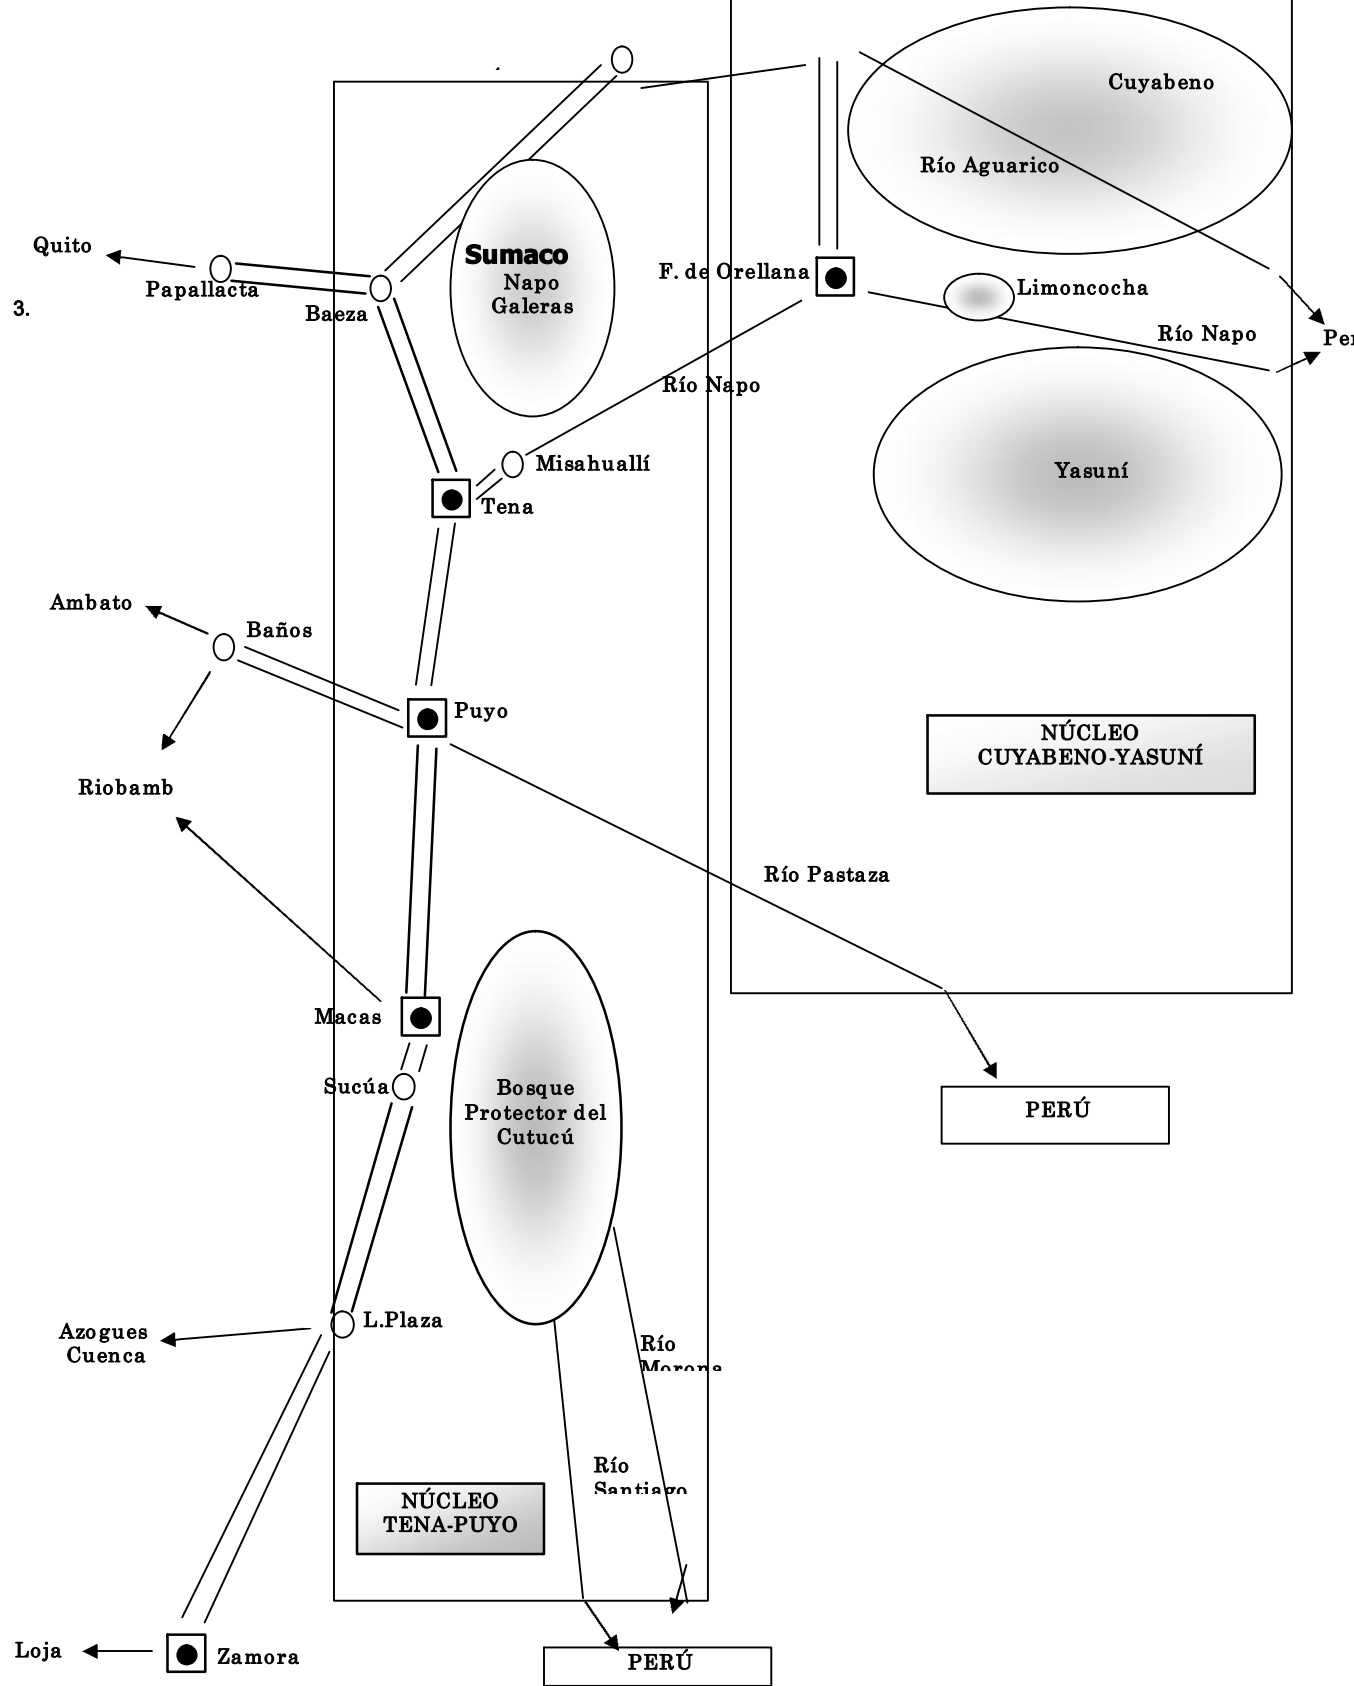 Cuyabeno
Río Aguarico
Quito
Papallacta
Baeza
3.
Sumaco
Napo
Galeras
F. de Orellana
Limoncocha
Río Napo
Río Napo
Misahuallí
Tena
Yasuní
Ambato
Baños
Puyo
NÚCLEO
CUYABENO-YASUNÍ
Riobamb
Río Pastaza
Macas
Sucúa
Bosque
Protector del
Cutucú
PERÚ
L.Plaza
Azogues
Cuenca
Río
Morona
Río
Santiago
NÚCLEO
TENA-PUYO
Loja
Zamora
PERÚ